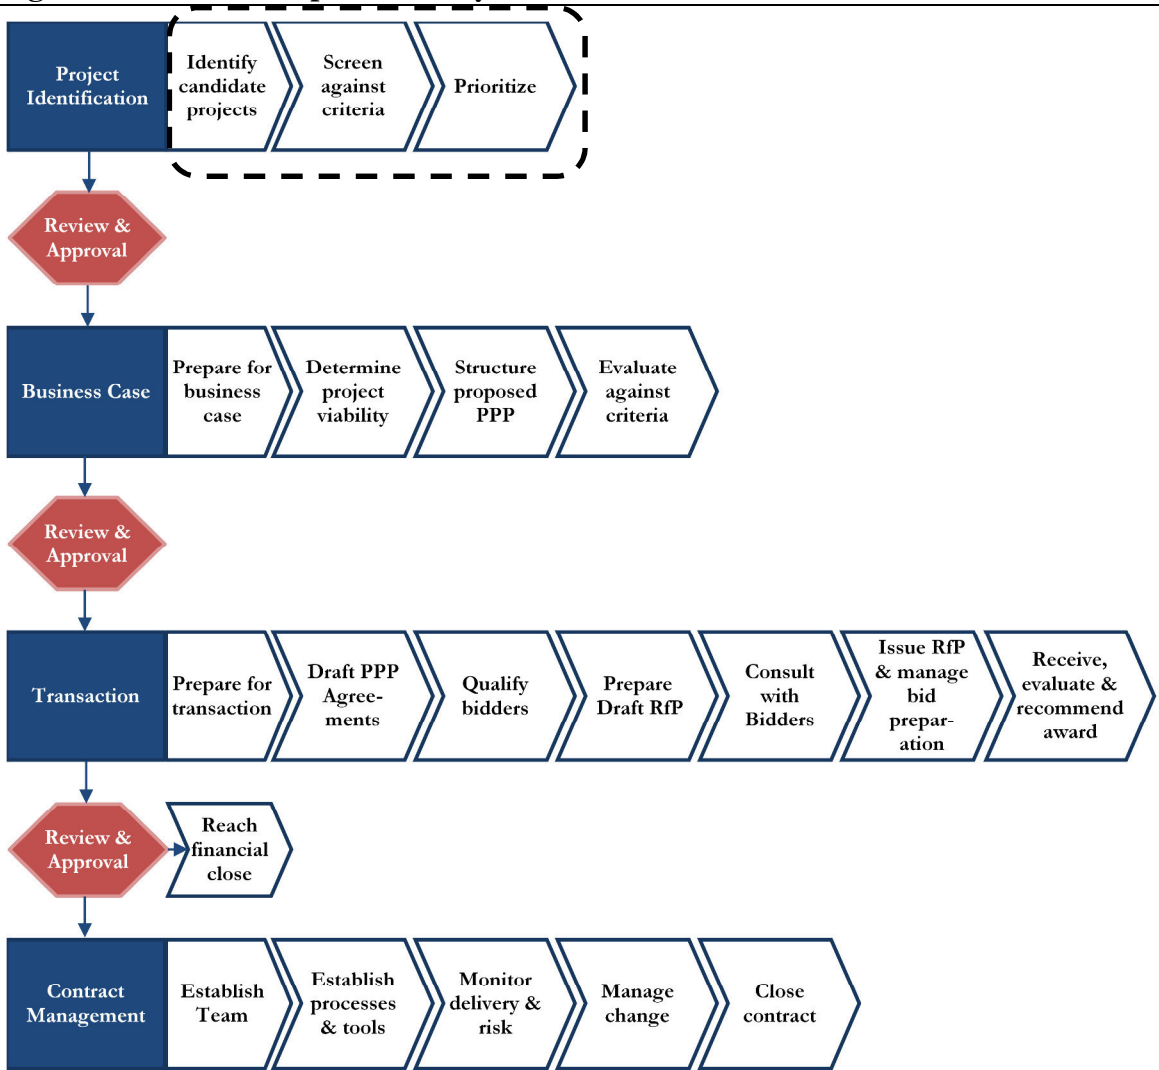 Project
Identification
Identify
candidate
projects
Screen
against
criteria
Prioritize
Review &
Approval
Business Case
Prepare for
business
case
Determine
project
viability
Structure
proposed
PPP
Evaluate
against
criteria
Review &
Approval
Transaction
Prepare for
transaction
Draft PPP
Agree-
ments
Qualify
bidders
Prepare
Draft RfP
Consult
with
Bidders
Issue RfP
& manage
bid
prepar-
ation
Receive,
evaluate &
recommend
award
Review &
Approval
Reach
financial
close
Contract
Management
Establish
Team
Establish
processes
& tools
Monitor
delivery &
risk
Manage
change
Close
contract